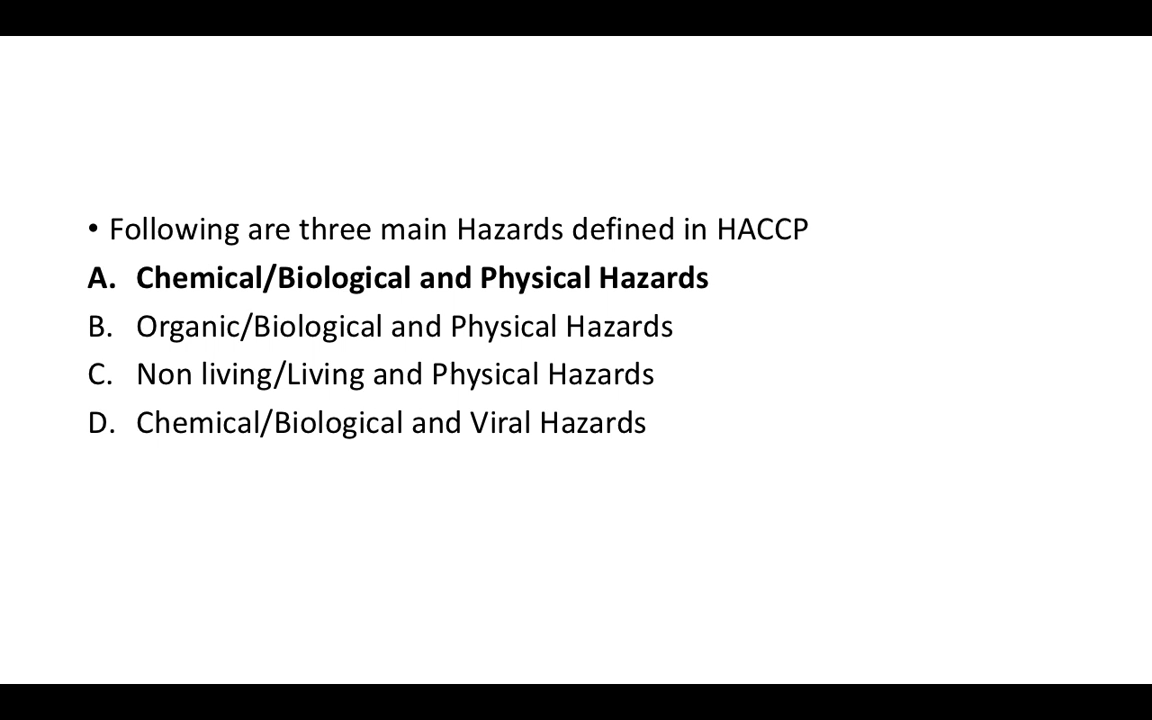 • Following are three main Hazards defined in HACCP
A. Chemical/Biological and Physical Hazards
B. Organic/Biological and Physical Hazards
C. Non living/Living and Physical Hazards
D. Chemical/Biological and Viral Hazards